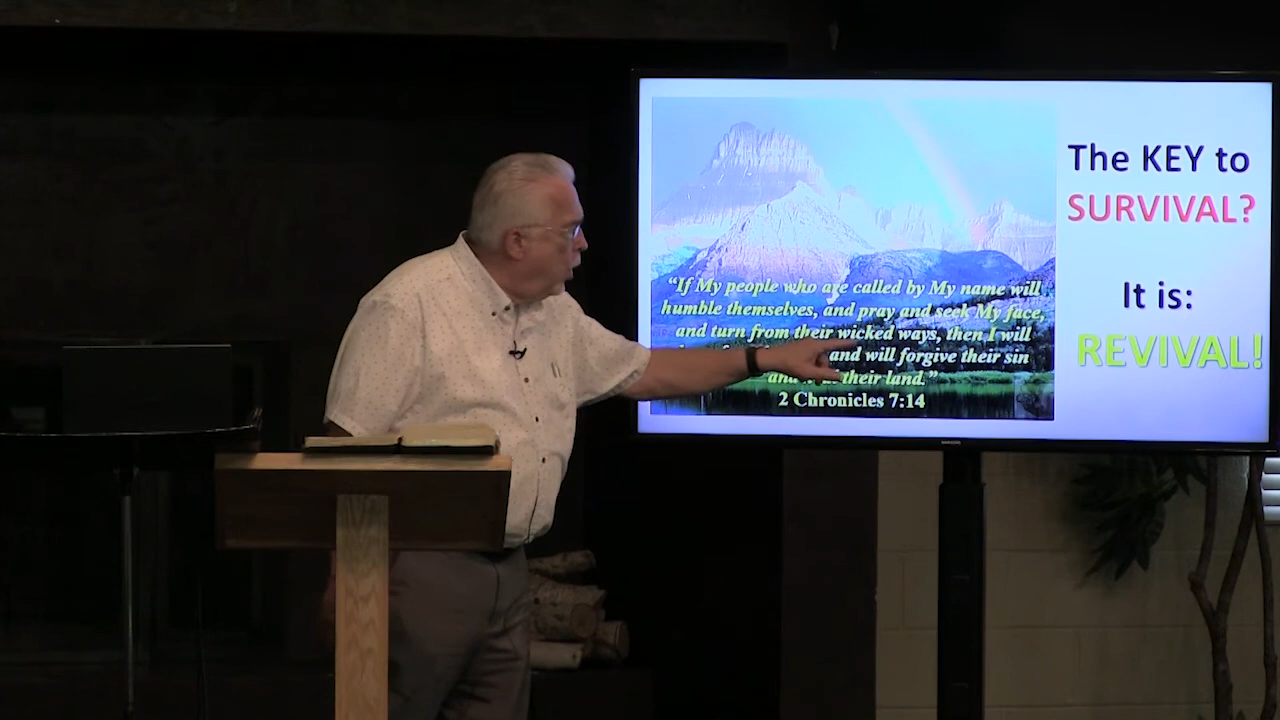 The KEY to
SURVIVAL?
It is:
REVIVAL!
“If My people who are called by My name will
humble themselves, and pray and seek My face,
and turn from their wicked ways, then I will
and will forgive their sin
and their land.”
2 Chronicles 7:14
SAMSUNG